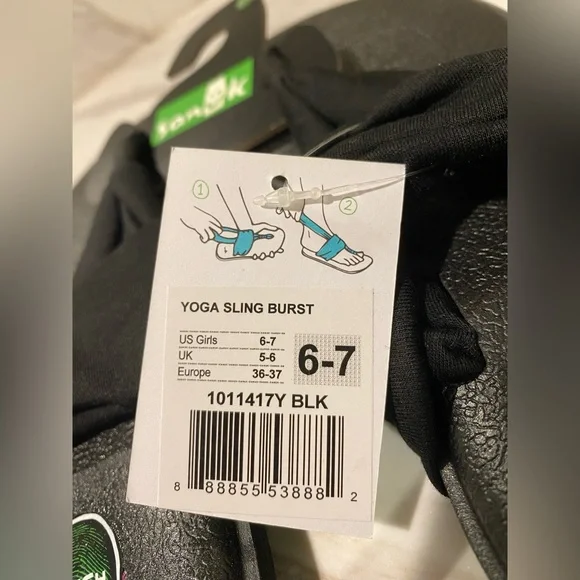 sanuk
1
2
YOGA SLING BURST
US Girls 6-7
UK 5-6
Europe 36-37
6-7
1011417Y BLK
8 88855 53888 2